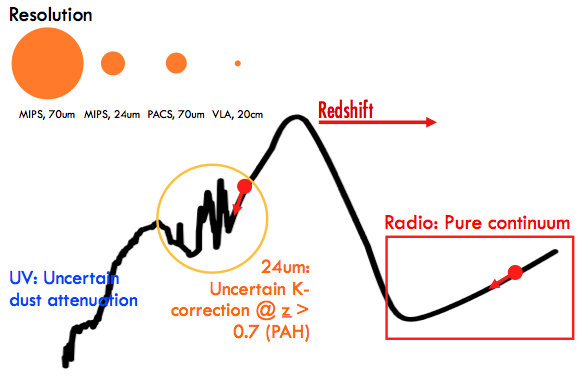 Resolution
MIPS, 70um MIPS, 24um PACS, 70um VLA, 20cm
Redshift
Radio: Pure continuum
UV: Uncertain
dust attenuation
24um:
Uncertain K-
correction @ z >
0.7 (PAH)